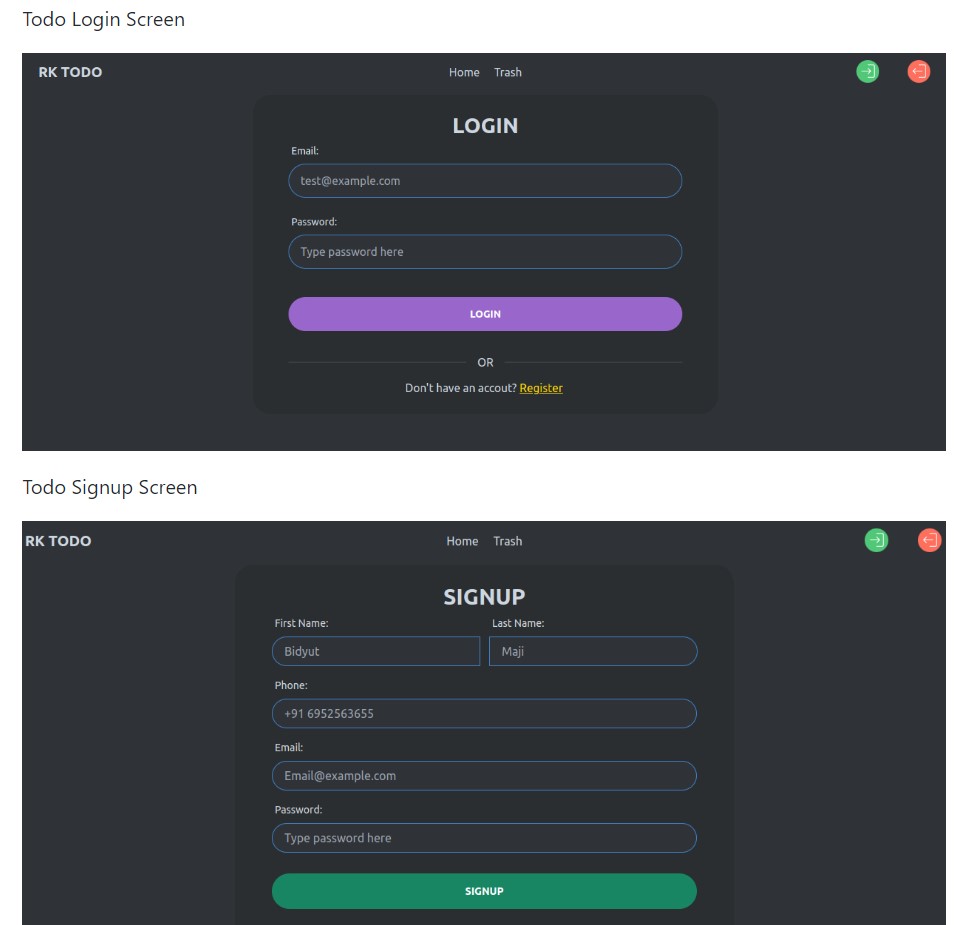 Todo Login Screen
RK TODO Home Trash
LOGIN
Email:
test@example.com
Password:
Type password here
LOGIN
OR
Don't have an accout? Register
Todo Signup Screen
RK TODO Home Trash
SIGNUP
First Name: Last Name:
Bidyut Maji
Phone:
+91 6952563655
Email:
Email@example.com
Password:
Type password here
SIGNUP